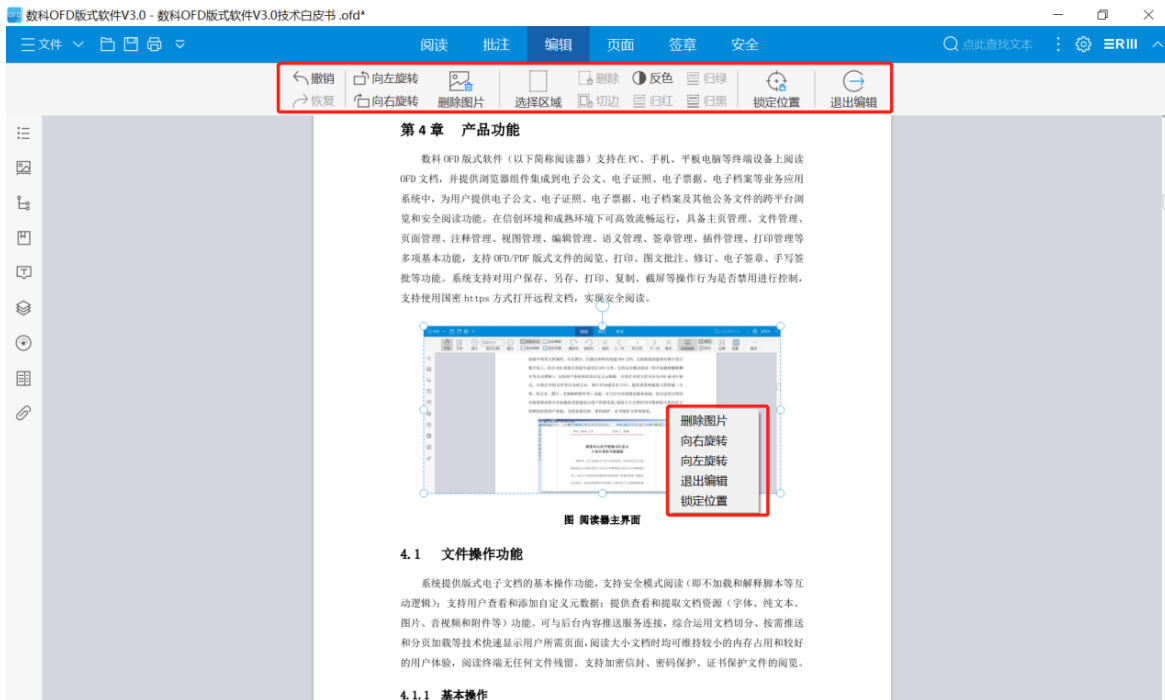 数科OFD版式软件V3.0 - 数科OFD版式软件V3.0技术白皮书 .ofd*
文件 阅读 批注 编辑 页面 签章 安全 点此查找文本
撤销 向左旋转 删除 反色 归绿
恢复 向右旋转 删除图片 选择区域 切边 归红 归黑 锁定位置 退出编辑
第 4 章 产品功能
数科 OFD 版式软件（以下简称阅读器）支持在 PC、手机、平板电脑等终端设备上阅读
OFD 文档，并提供浏览器组件集成到电子公文、电子证照、电子票据、电子档案等业务应用
系统中，为用户提供电子公文、电子证照、电子票据、电子档案及其他公务文件的跨平台浏
览和安全阅读功能。在信创环境和成熟环境下可高效流畅运行，具备主页管理、文件管理、
页面管理、注释管理、视图管理、编辑管理、语义管理、签章管理、插件管理、打印管理等
多项基本功能，支持 OFD/PDF 版式文件的阅览、打印、图文批注、修订、电子签章、手写签
批等功能。系统支持对用户保存、另存、打印、复制、截屏等操作行为是否禁用进行控制，
支持使用国密 https 方式打开远程文档，实现安全阅读。
删除图片
向右旋转
向左旋转
退出编辑
锁定位置
图 阅读器主界面
4.1 文件操作功能
系统提供版式电子文档的基本操作功能，支持安全模式阅读（即不加载和解释脚本等互
动逻辑）；支持用户查看和添加自定义元数据；提供查看和提取文档资源（字体、纯文本、
图片、音视频和附件等）功能。可与后台内容推送服务连接，综合运用文档切分、按需推送
和分页加载等技术快速显示用户所需页面，阅读大小文档时均可维持较小的内存占用和较好
的用户体验，阅读终端无任何文件残留。支持加密信封、密码保护、证书保护文件的阅览。
4.1.1 基本操作